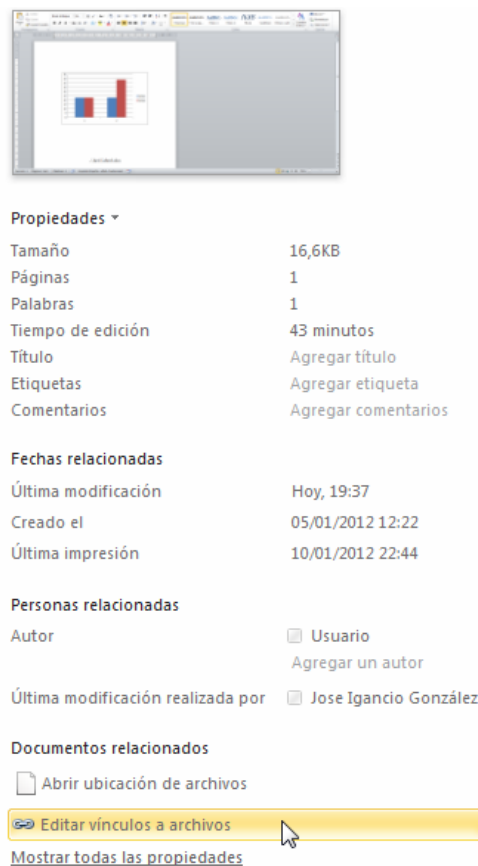 Propiedades
Tamaño 16,6KB
Páginas 1
Palabras 1
Tiempo de edición 43 minutos
Título Agregar título
Etiquetas Agregar etiqueta
Comentarios Agregar comentarios
Fechas relacionadas
Última modificación Hoy, 19:37
Creado el 05/01/2012 12:22
Última impresión 10/01/2012 22:44
Personas relacionadas
Autor Usuario
Agregar un autor
Última modificación realizada por Jose Igancio González
Documentos relacionados
Abrir ubicación de archivos
Editar vínculos a archivos
Mostrar todas las propiedades